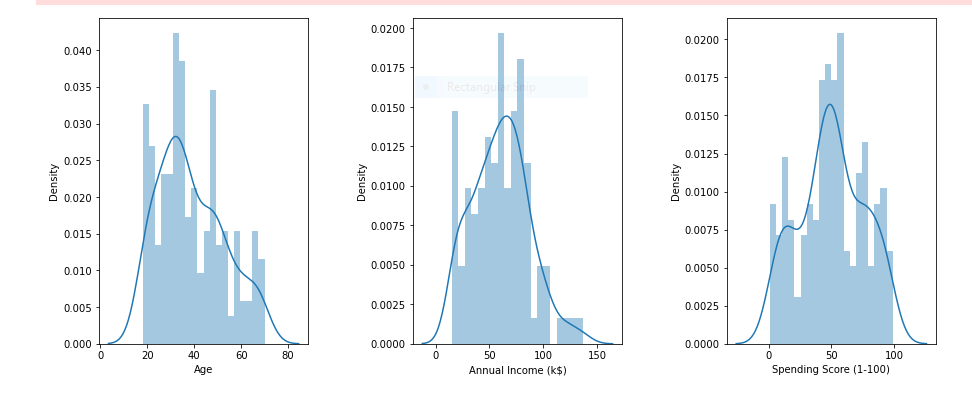 0.040
0.035
0.030
0.025
0.020
0.015
0.010
0.005
0.000
Density
0 20 40 60 80
Age
0.0200
0.0175
0.0150
0.0125
0.0100
0.0075
0.0050
0.0025
0.0000
Density
0 50 100 150
Annual Income (k$)
Rectangular Snip
0.0200
0.0175
0.0150
0.0125
0.0100
0.0075
0.0050
0.0025
0.0000
Density
0 50 100
Spending Score (1-100)